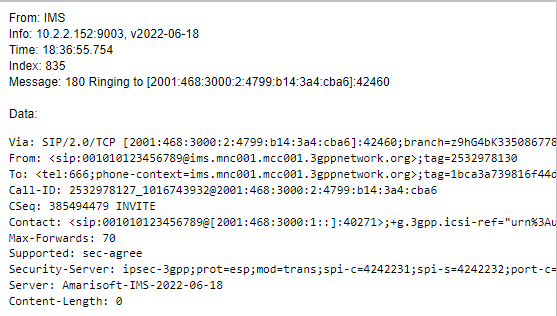 From: IMS
Info: 10.2.2.152:9003, v2022-06-18
Time: 18:36:55.754
Index: 835
Message: 180 Ringing to [2001:468:3000:2:4799:b14:3a4:cba6]:42460
Data:
Via: SIP/2.0/TCP [2001:468:3000:2:4799:b14:3a4:cba6]:42460;branch=z9hG4bK335086778
From: <sip:001010123456789@ims.mnc001.mcc001.3gppnetwork.org>;tag=2532978130
To: <tel:666;phone-context=ims.mnc001.mcc001.3gppnetwork.org>;tag=1bca3a739816f44d
Call-ID: 2532978127_1016743932@2001:468:3000:2:4799:b14:3a4:cba6
CSeq: 385494479 INVITE
Contact: <sip:001010123456789@[2001:468:3000:1::]:40271>;+g.3gpp.icsi-ref="urn%3Au
Max-Forwards: 70
Supported: sec-agree
Security-Server: ipsec-3gpp;prot=esp;mod=trans;spi-c=4242231;spi-s=4242232;port-c=
Server: Amarisoft-IMS-2022-06-18
Content-Length: 0